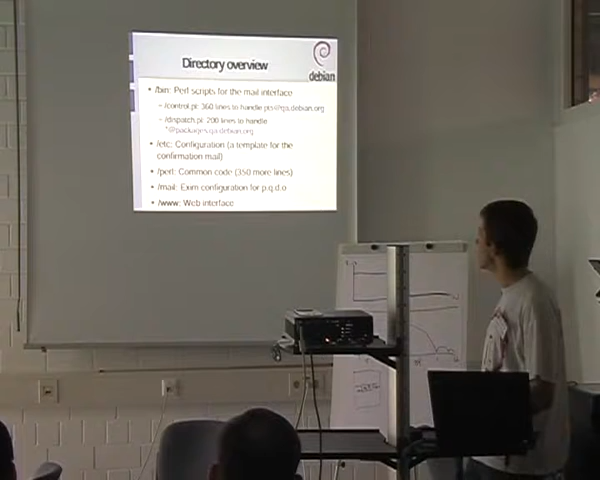 Directory overview
debian
• /bin: Perl scripts for the mail interface
– /control.pl: 360 lines to handle pts@qa.debian.org
– /dispatch.pl: 200 lines to handle
*@packages.qa.debian.org
• /etc: Configuration (a template for the
confirmation mail)
• /perl: Common code (350 more lines)
• /mail: Exim configuration for p.q.d.o
• /www: Web interface